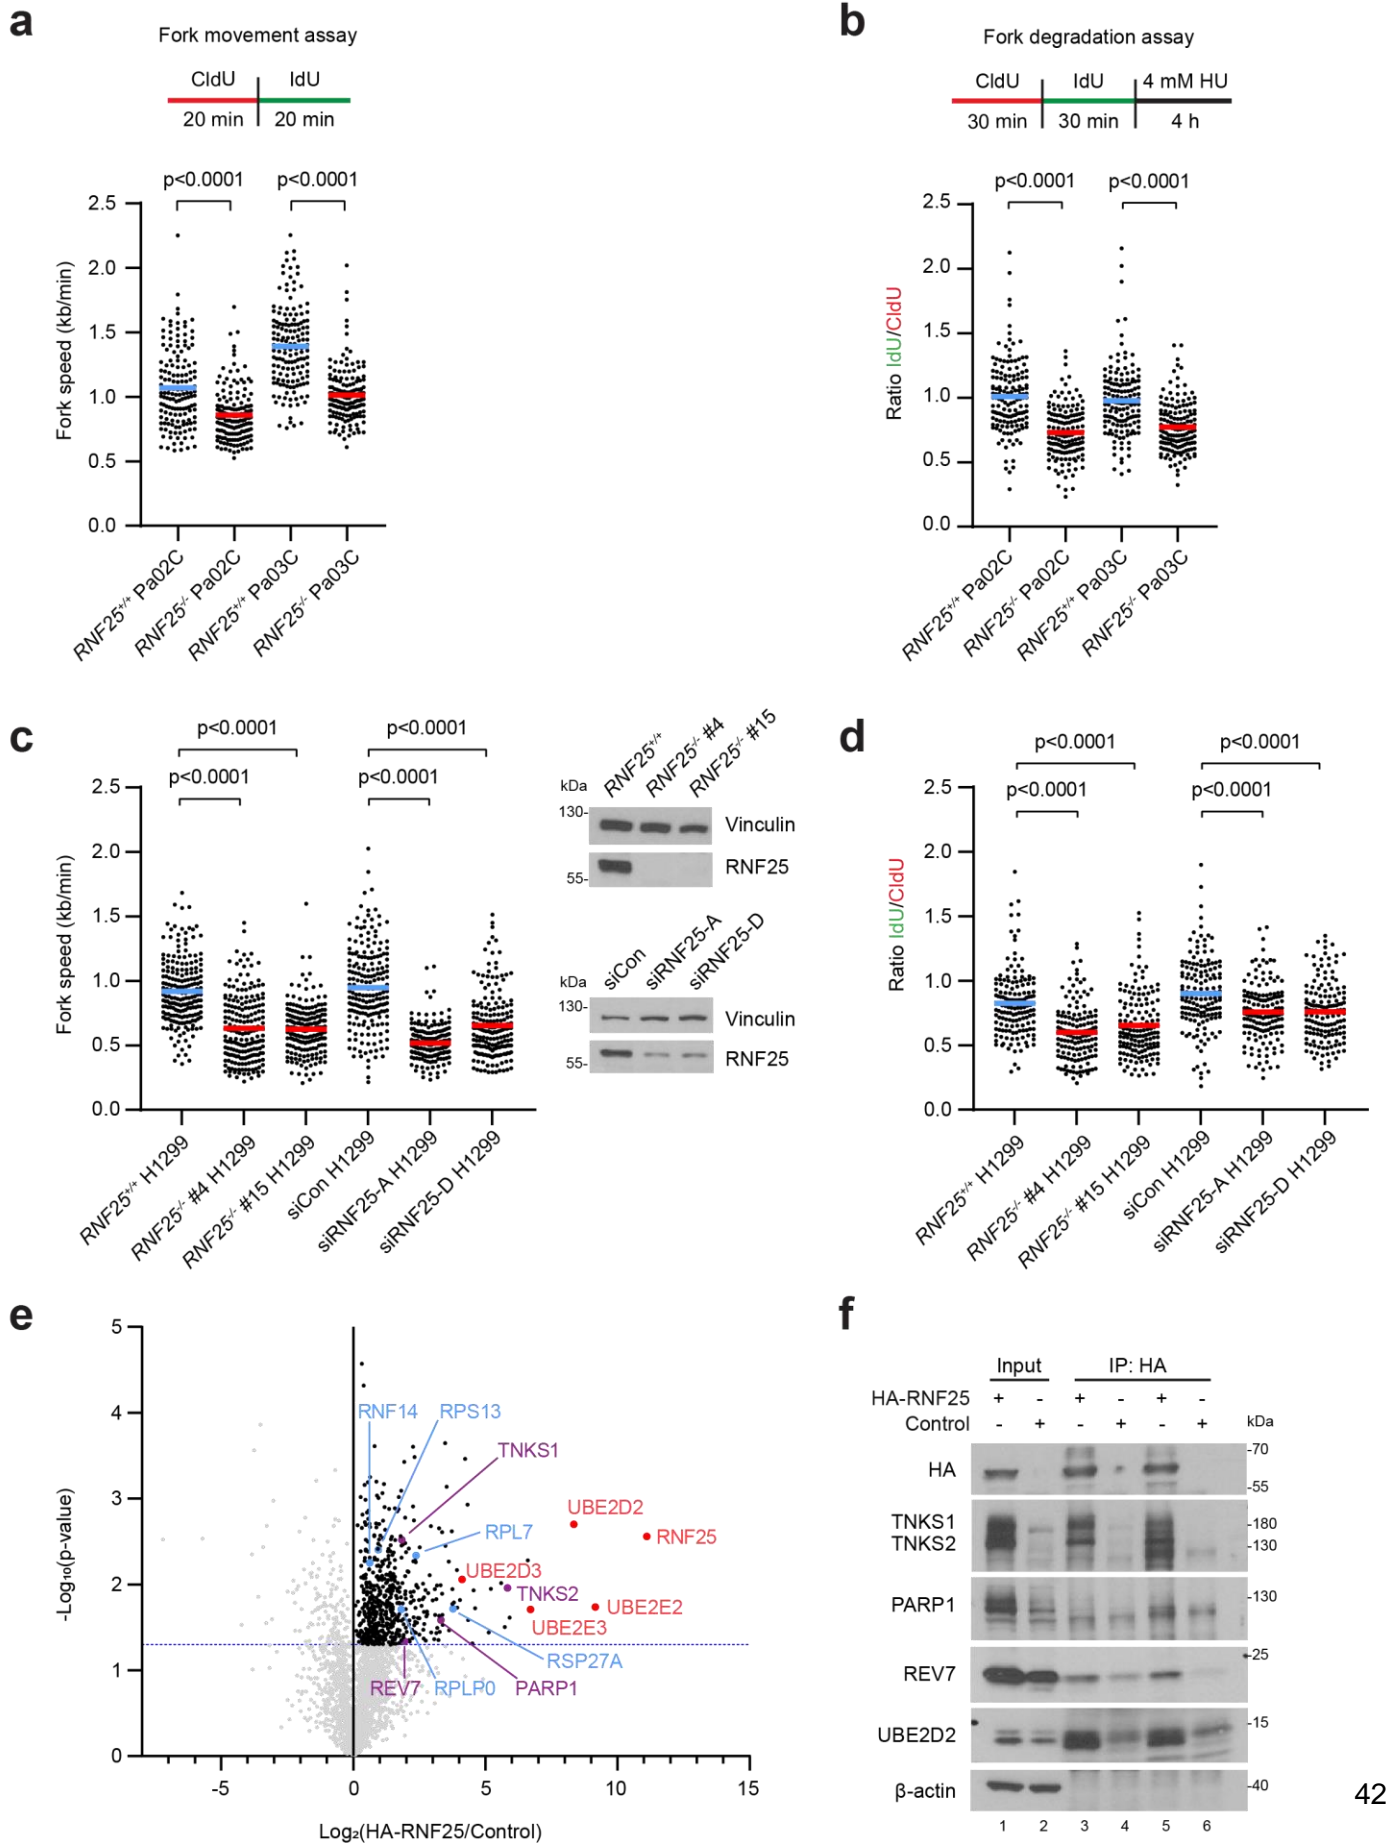 a
Fork movement assay
CldU IdU
20 min 20 min
p<0.0001 p<0.0001
Fork speed (kb/min)
2.5
2.0
1.5
1.0
0.5
0.0
RNF25+/+ Pa02C
RNF25-/- Pa02C
RNF25+/+ Pa03C
RNF25-/- Pa03C
b
Fork degradation assay
CldU IdU 4 mM HU
30 min 30 min 4 h
p<0.0001 p<0.0001
Ratio IdU/CldU
2.5
2.0
1.5
1.0
0.5
0.0
RNF25+/+ Pa02C
RNF25-/- Pa02C
RNF25+/+ Pa03C
RNF25-/- Pa03C
c
p<0.0001 p<0.0001
p<0.0001 p<0.0001
Fork speed (kb/min)
2.5
2.0
1.5
1.0
0.5
0.0
RNF25+/+ H1299
RNF25-/- #4 H1299
RNF25-/- #15 H1299
siCon H1299
siRNF25-A H1299
siRNF25-D H1299
RNF25+/+
RNF25-/- #4
RNF25-/- #15
kDa
130- Vinculin
55- RNF25
siCon
siRNF25-A
siRNF25-D
kDa
130- Vinculin
55- RNF25
d
p<0.0001 p<0.0001
p<0.0001 p<0.0001
Ratio IdU/CldU
2.5
2.0
1.5
1.0
0.5
0.0
RNF25+/+ H1299
RNF25-/- #4 H1299
RNF25-/- #15 H1299
siCon H1299
siRNF25-A H1299
siRNF25-D H1299
e
-Log₁₀(p-value)
5
4
3
2
1
0
RNF14 RPS13
TNKS1
UBE2D2
RPL7 RNF25
UBE2D3
TNKS2
UBE2E2
UBE2E3
RSP27A
REV7 RPLP0 PARP1
-5 0 5 10 15
Log₂(HA-RNF25/Control)
f
Input IP: HA
HA-RNF25 + - + - + -
Control - + - + - + kDa
HA -70
-55
TNKS1 -180
TNKS2 -130
PARP1 -130
REV7 -25
UBE2D2 -15
β-actin -40
1 2 3 4 5 6
42